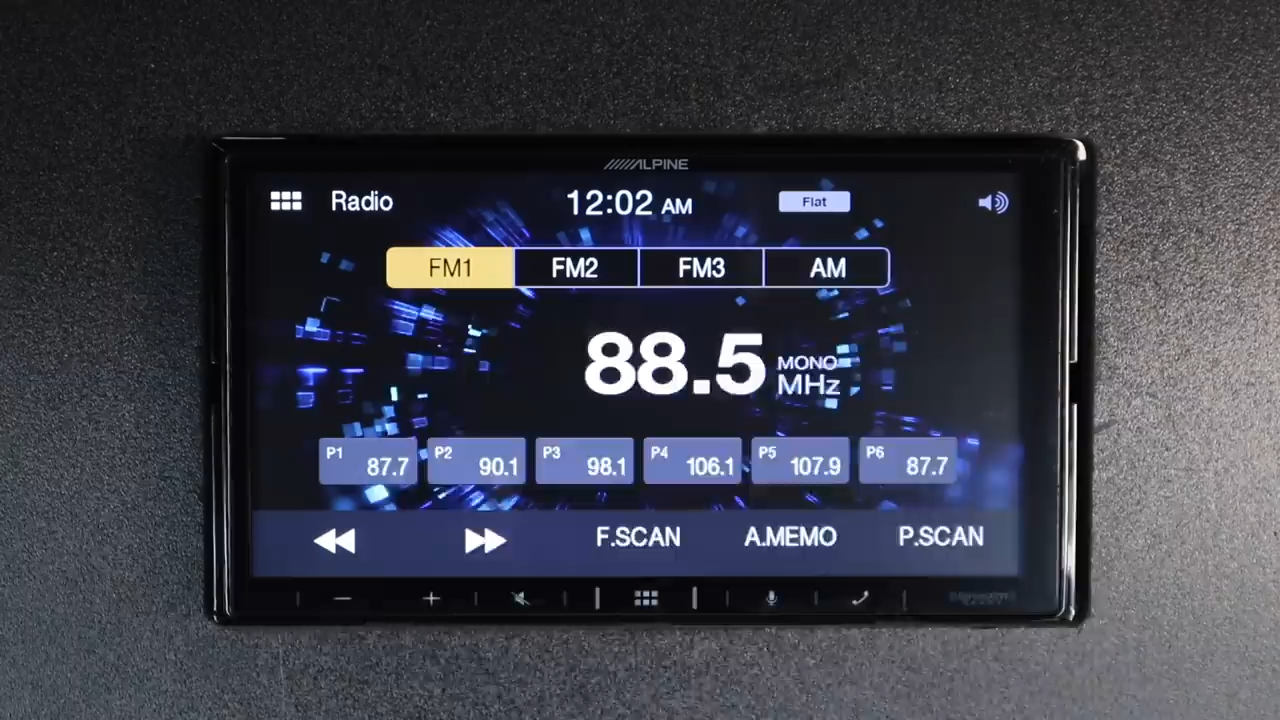 ALPINE
Radio 12:02 AM Flat
FM1 FM2 FM3 AM
88.5 MONO MHz
P1 87.7 P2 90.1 P3 98.1 P4 106.1 P5 107.9 P6 87.7
F.SCAN A.MEMO P.SCAN